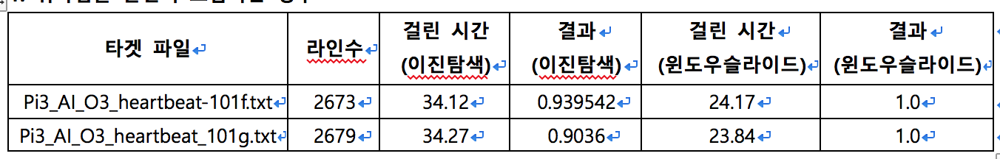 타겟 파일
라인수
걸린 시간
(이진탐색)
결과
(이진탐색)
걸린 시간
(윈도우슬라이드)
결과
(윈도우슬라이드)
Pi3_AI_O3_heartbeat-101f.txt 2673 34.12 0.939542 24.17 1.0
Pi3_AI_O3_heartbeat_101g.txt 2679 34.27 0.9036 23.84 1.0